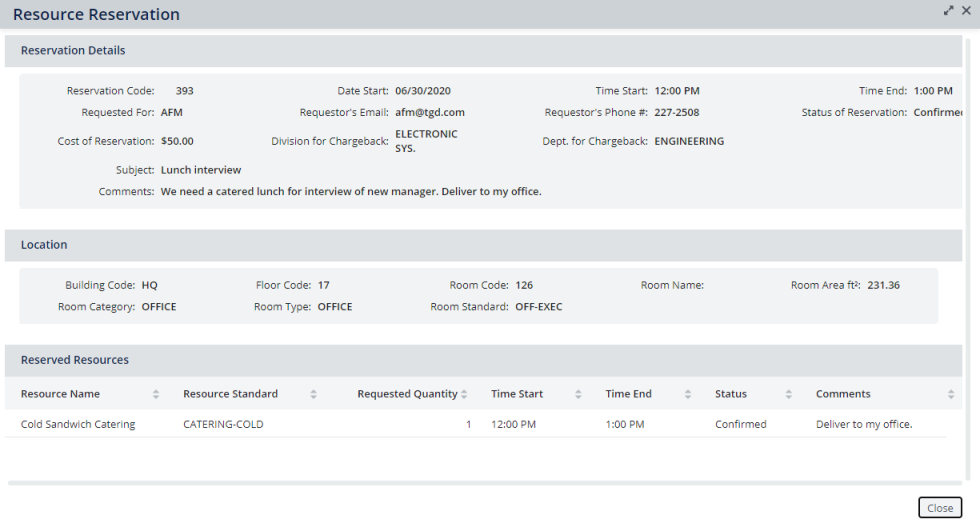 Resource Reservation
Reservation Details
Reservation Code: 393 Date Start: 06/30/2020 Time Start: 12:00 PM Time End: 1:00 PM
Requested For: AFM Requestor's Email: afm@tgd.com Requestor's Phone #: 227-2508 Status of Reservation: Confirmed
Cost of Reservation: $50.00 Division for Chargeback: ELECTRONIC SYS. Dept. for Chargeback: ENGINEERING
Subject: Lunch interview
Comments: We need a catered lunch for interview of new manager. Deliver to my office.
Location
Building Code: HQ Floor Code: 17 Room Code: 126 Room Name: Room Area ft²: 231.36
Room Category: OFFICE Room Type: OFFICE Room Standard: OFF-EXEC
Reserved Resources
Resource Name Resource Standard Requested Quantity Time Start Time End Status Comments
Cold Sandwich Catering CATERING-COLD 1 12:00 PM 1:00 PM Confirmed Deliver to my office.
Close